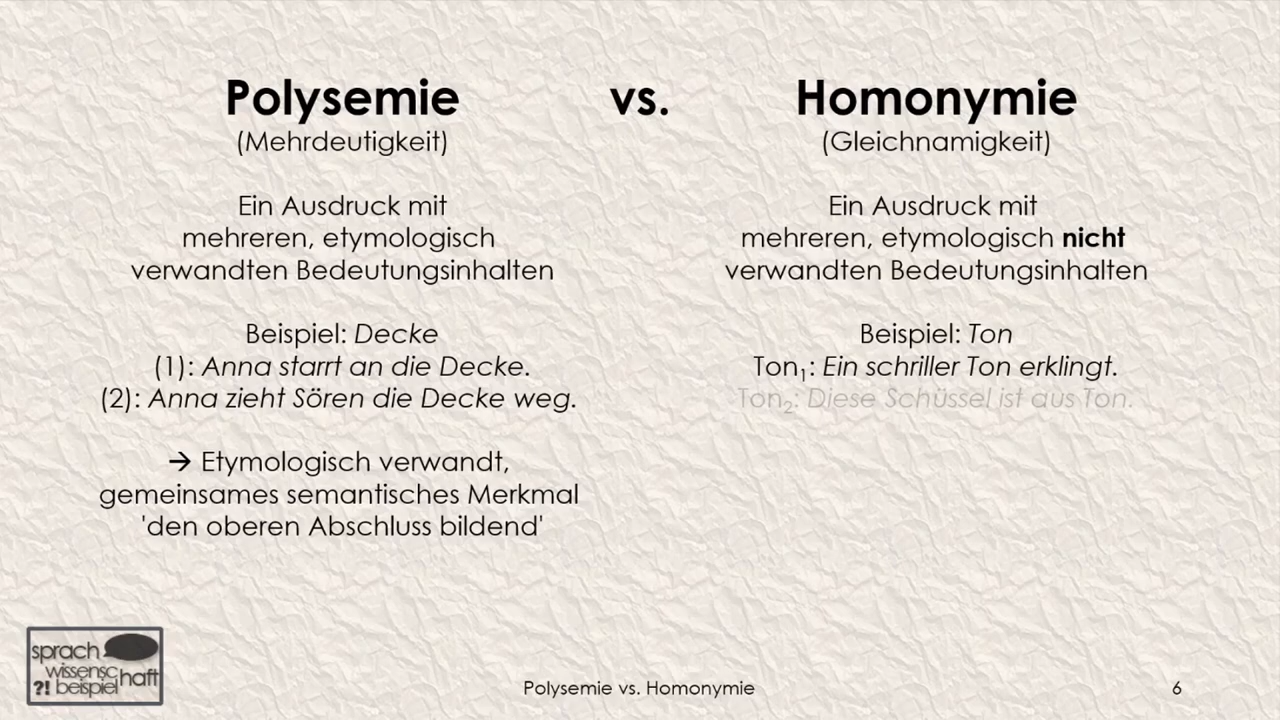 Polysemie
(Mehrdeutigkeit)
Ein Ausdruck mit
mehreren, etymologisch
verwandten Bedeutungsinhalten
Beispiel: Decke
(1): Anna starrt an die Decke.
(2): Anna zieht Sören die Decke weg.
→ Etymologisch verwandt,
gemeinsames semantisches Merkmal
'den oberen Abschluss bildend'
vs.
Homonymie
(Gleichnamigkeit)
Ein Ausdruck mit
mehreren, etymologisch nicht
verwandten Bedeutungsinhalten
Beispiel: Ton
Ton₁: Ein schriller Ton erklingt.
Ton₂: Diese Schüssel ist aus Ton.
sprach
wissensc
haft
?! beispiel
Polysemie vs. Homonymie
6